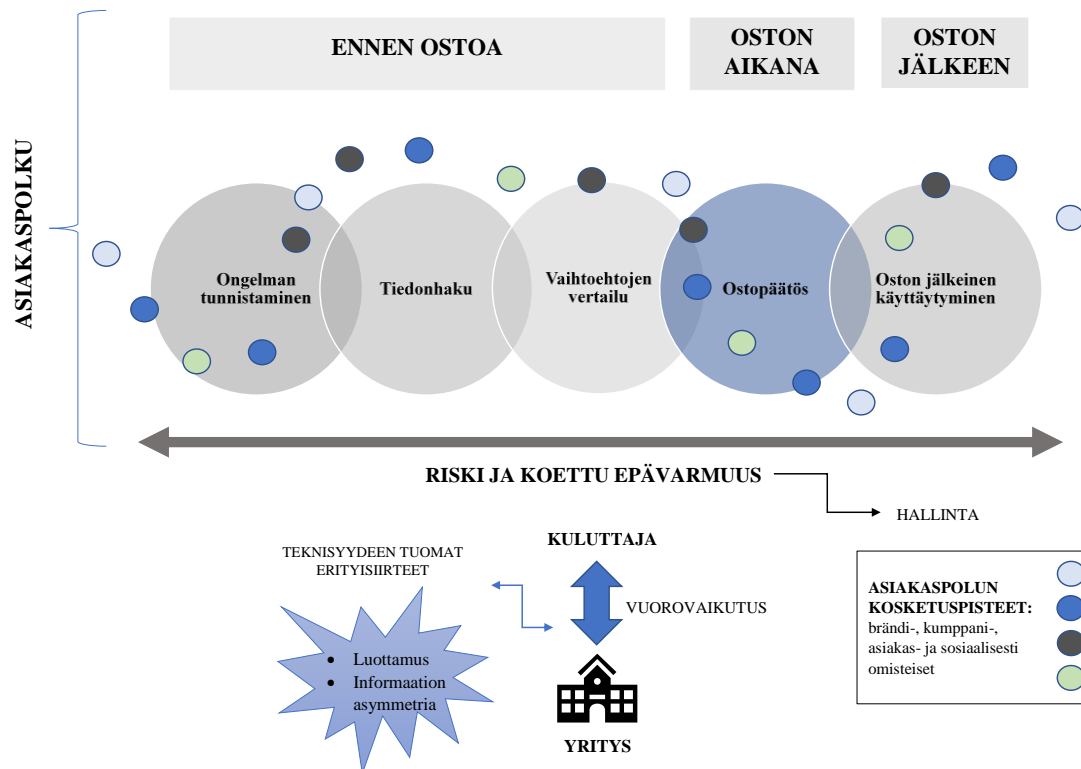 ENNEN OSTOA
OSTON
AIKANA
OSTON
JÄLKEEN
ASIAKASPOLKU
Ongelman
tunnistaminen
Tiedonhaku
Vaihtoehtojen
vertailu
Ostopäätös
Oston jälkeinen
käyttäytyminen
RISKI JA KOETTU EPÄVARMUUS
HALLINTA
TEKNISYYDEEN TUOMAT
ERITYISIIRTEET
KULUTTAJA
VUOROVAIKUTUS
• Luottamus
• Informaation
asymmetria
YRITYS
ASIAKASPOLUN
KOSKETUSPISTEET:
brändi-, kumppani-,
asiakas- ja sosiaalisesti
omisteiset